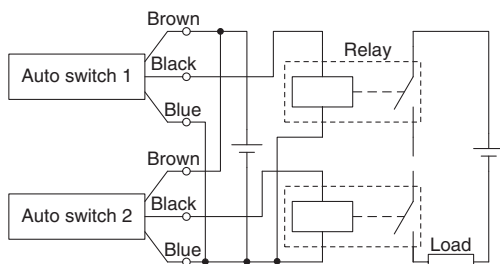 Brown
Relay
Black
Auto switch 1
Blue
Brown
Black
Auto switch 2
Blue
Load